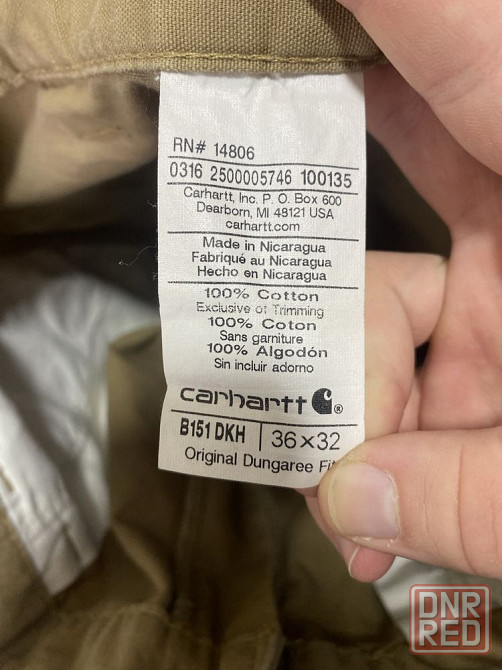 RN# 14806
0316 2500005746 100135
Carhartt, Inc. P. O. Box 600
Dearborn, MI 48121 USA
carhartt.com
Made in Nicaragua
Fabriqué au Nicaragua
Hecho en Nicaragua
100% Cotton
Exclusive of Trimming
100% Coton
Sans garniture
100% Algodón
Sin incluir adorno
carhartt ®
B151 DKH | 36×32
Original Dungaree Fit
DNR
RED